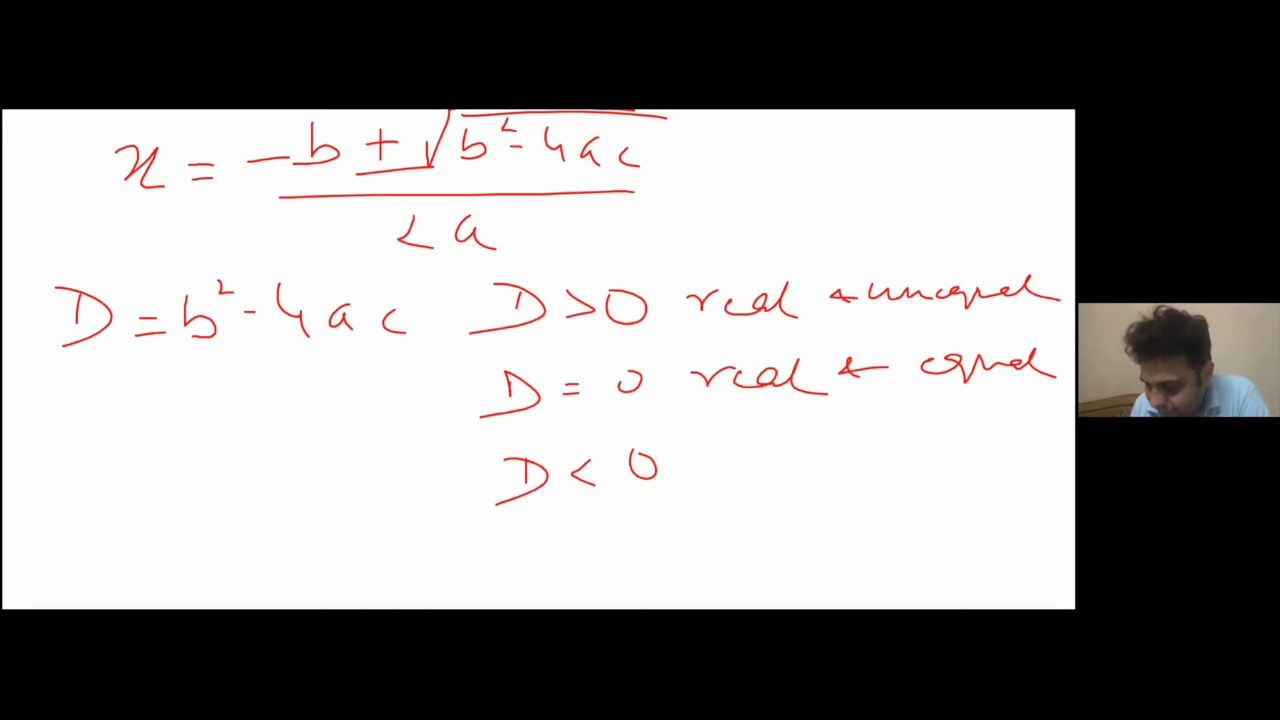 x = -b ± √b² - 4ac
2a
D = b² - 4ac D > 0 real & unequal
D = 0 real & equal
D < 0